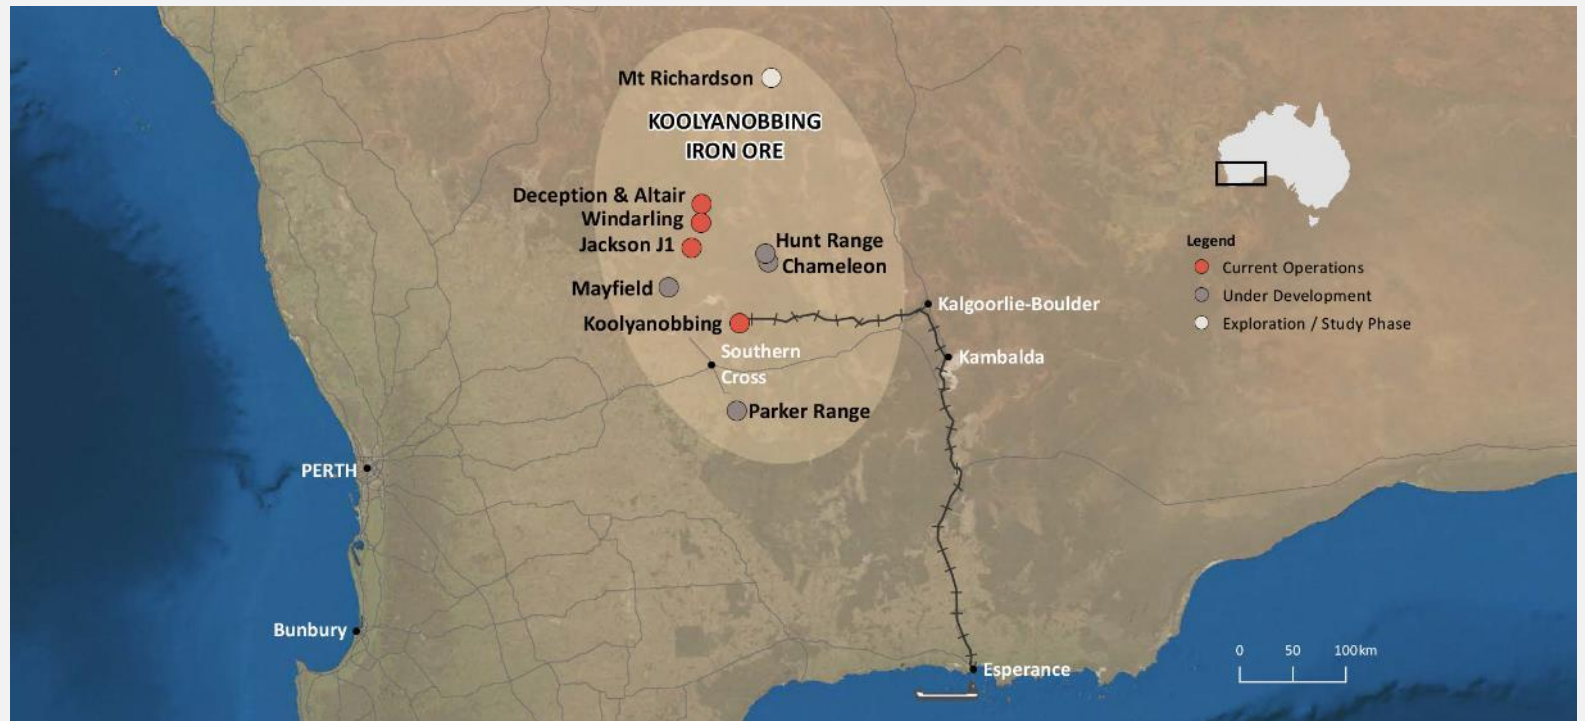 Mt Richardson
KOOLYANOBBING
IRON ORE
Deception & Altair
Windarling
Jackson J1
Hunt Range
Chameleon
Mayfield
Koolyanobbing
Kalgoorlie-Boulder
Southern
Cross
Kambalda
Parker Range
PERTH
Bunbury
Esperance
Legend
Current Operations
Under Development
Exploration / Study Phase
0 50 100km